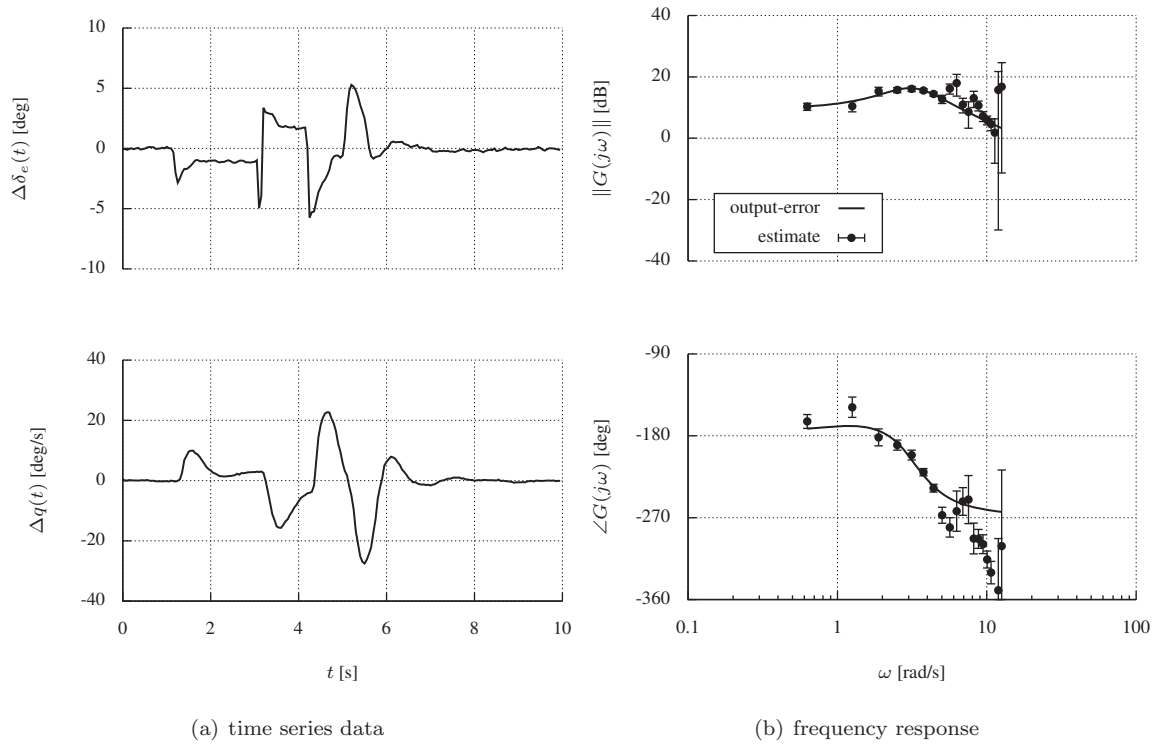 10
5
0
-5
-10
Δδe(t) [deg]
40
20
0
-20
-40
Δq(t) [deg/s]
0
2
4
6
8
10
t [s]
(a) time series data
40
20
0
-20
-40
||G(jω)|| [dB]
output-error
estimate
-90
-180
-270
-360
∠G(jω) [deg]
0.1
1
10
100
ω [rad/s]
(b) frequency response